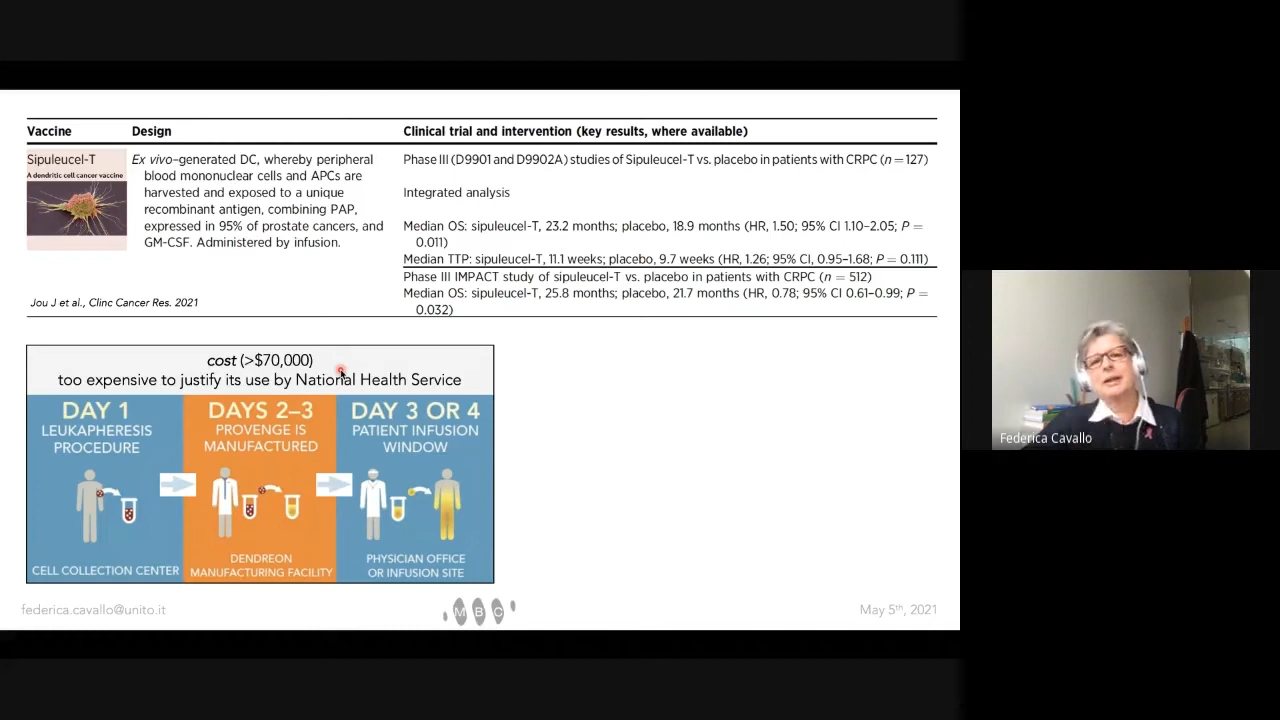 Vaccine Design Clinical trial and intervention (key results, where available)
Sipuleucel-T
A dendritic cell cancer vaccine
Ex vivo–generated DC, whereby peripheral
blood mononuclear cells and APCs are
harvested and exposed to a unique
recombinant antigen, combining PAP,
expressed in 95% of prostate cancers, and
GM-CSF. Administered by infusion.
Phase III (D9901 and D9902A) studies of Sipuleucel-T vs. placebo in patients with CRPC (n = 127)
Integrated analysis
Median OS: sipuleucel-T, 23.2 months; placebo, 18.9 months (HR, 1.50; 95% CI 1.10–2.05; P =
0.011)
Median TTP: sipuleucel-T, 11.1 weeks; placebo, 9.7 weeks (HR, 1.26; 95% CI, 0.95–1.68; P = 0.111)
Phase III IMPACT study of sipuleucel-T vs. placebo in patients with CRPC (n = 512)
Median OS: sipuleucel-T, 25.8 months; placebo, 21.7 months (HR, 0.78; 95% CI 0.61–0.99; P =
0.032)
Jou J et al., Clinc Cancer Res. 2021
cost (>$70,000)
too expensive to justify its use by National Health Service
DAY 1
LEUKAPHERESIS
PROCEDURE
CELL COLLECTION CENTER
DAYS 2–3
PROVENGE IS
MANUFACTURED
DENDREON
MANUFACTURING FACILITY
DAY 3 OR 4
PATIENT INFUSION
WINDOW
PHYSICIAN OFFICE
OR INFUSION SITE
federica.cavallo@unito.it
MBC
May 5th, 2021
Federica Cavallo